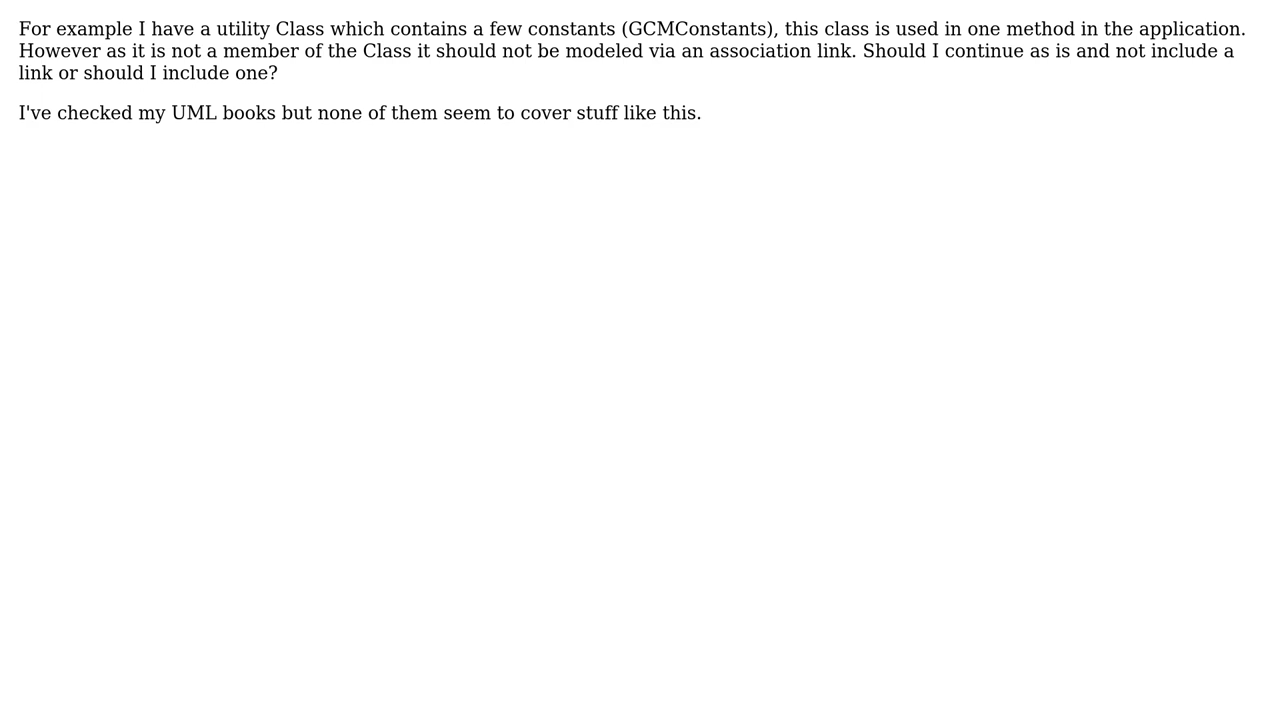 For example I have a utility Class which contains a few constants (GCMConstants), this class is used in one method in the application.
However as it is not a member of the Class it should not be modeled via an association link. Should I continue as is and not include a
link or should I include one?
I've checked my UML books but none of them seem to cover stuff like this.